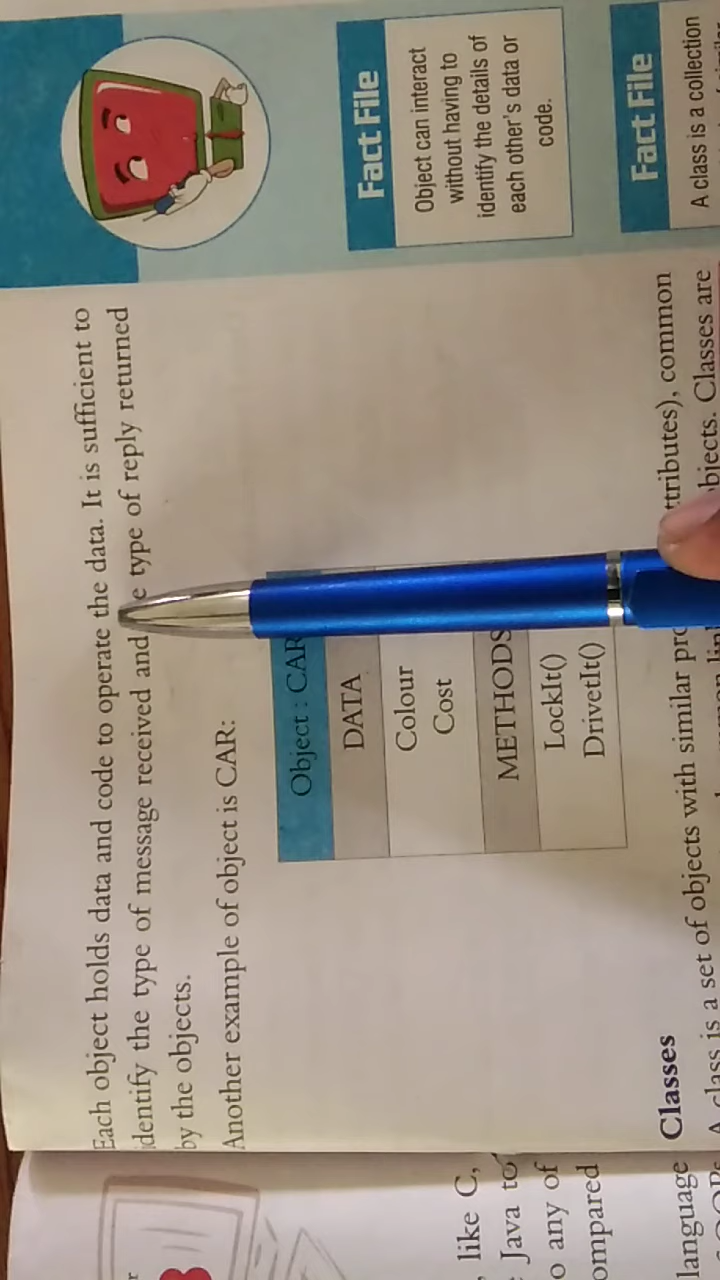 Each object holds data and code to operate the data. It is sufficient to
identify the type of message received and type of reply returned
by the objects.
Another example of object is CAR:
Object : CAR
DATA
Colour
Cost
METHODS
LockIt()
DrivetIt()
Classes
A class is a set of objects with similar ttributes), common
bjects. Classes are
Fact File
Object can interact
without having to
identify the details of
each other's data or
code.
Fact File
A class is a collection
like C,
Java to
any of
ompared
language